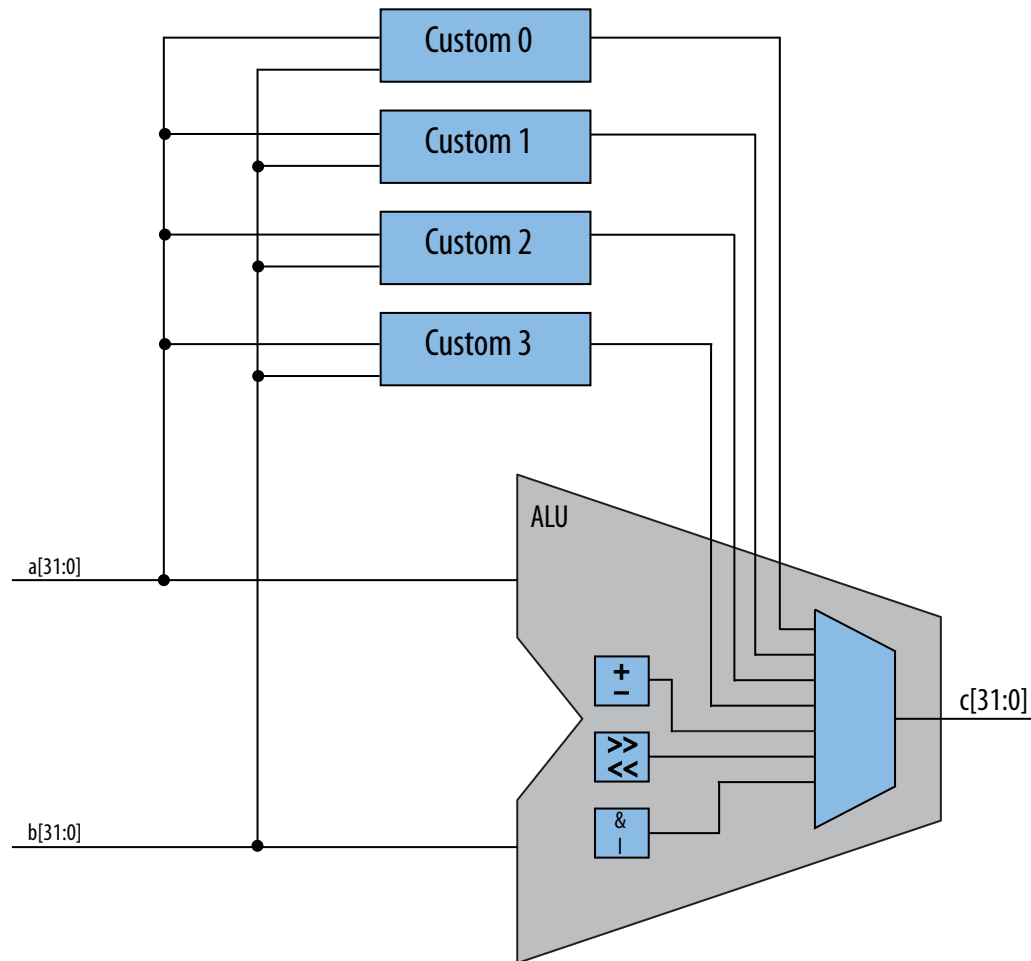 Custom 0
Custom 1
Custom 2
Custom 3
ALU
a[31:0]
+
−
c[31:0]
>>
<<
&
|
b[31:0]